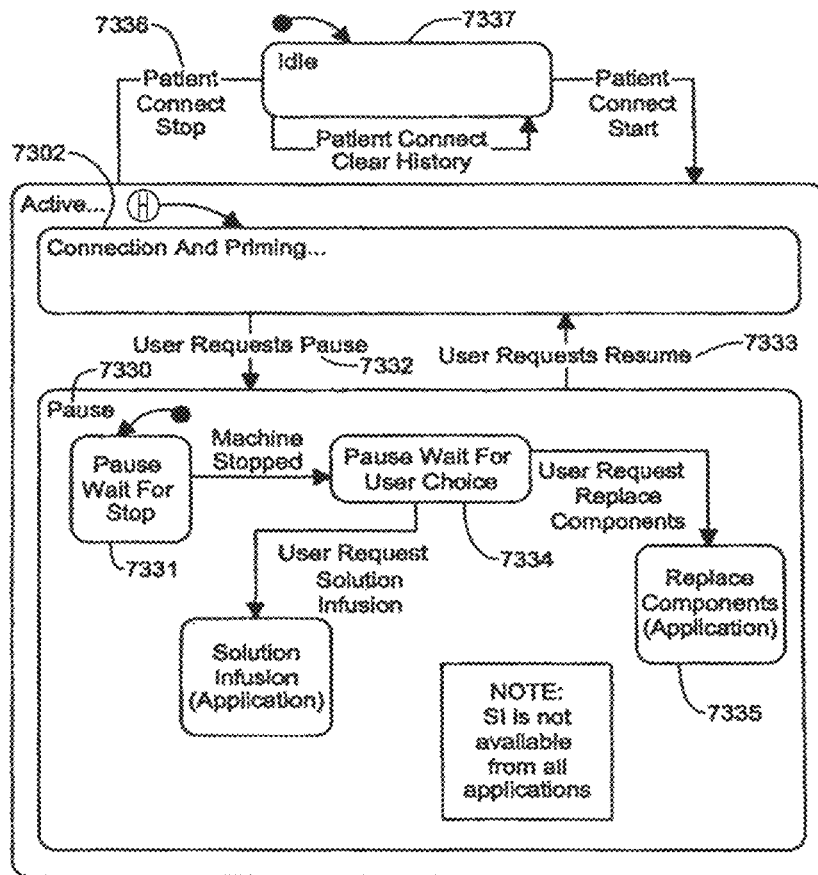 7336
7337
Idle
Patient
Connect
Stop
Patient
Connect
Start
Patient Connect
Clear History
7302
Active...
H
Connection And Priming...
User Requests Pause
7332
User Requests Resume
7333
7330
Pause
Pause
Wait For
Stop
7331
Machine
Stopped
Pause Wait For
User Choice
7334
User Request
Replace
Components
User Request
Solution
Infusion
Solution
Infusion
(Application)
Replace
Components
(Application)
7335
NOTE:
SI is not
available
from all
applications